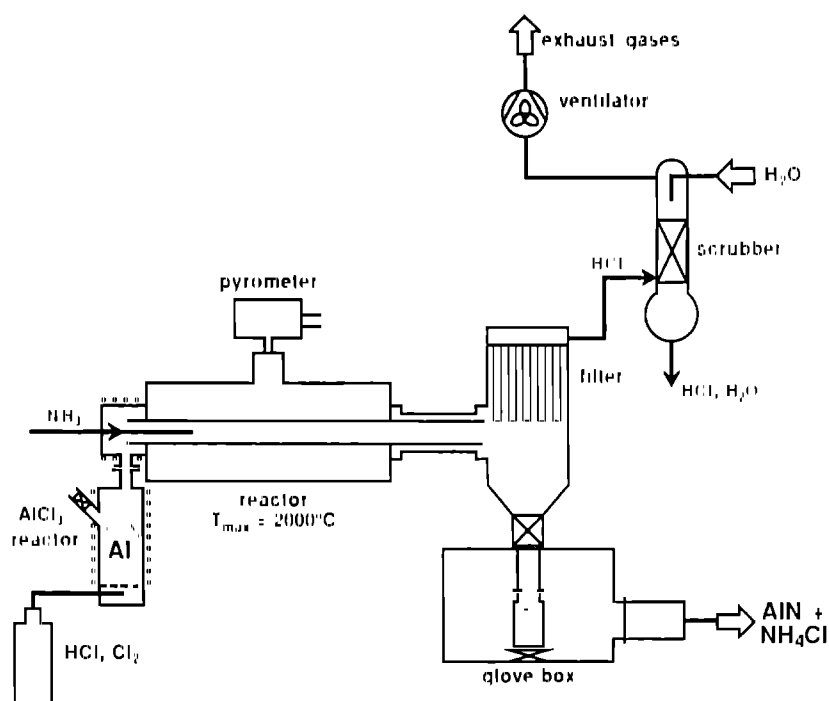 exhaust gases
ventilator
H₂O
scrubber
HCl
pyrometer
filter
HCl, H₂O
NH₃
reactor
Tmax = 2000°C
AlCl₃
reactor
Al
HCl, Cl₂
AlN +
NH₄Cl
glove box